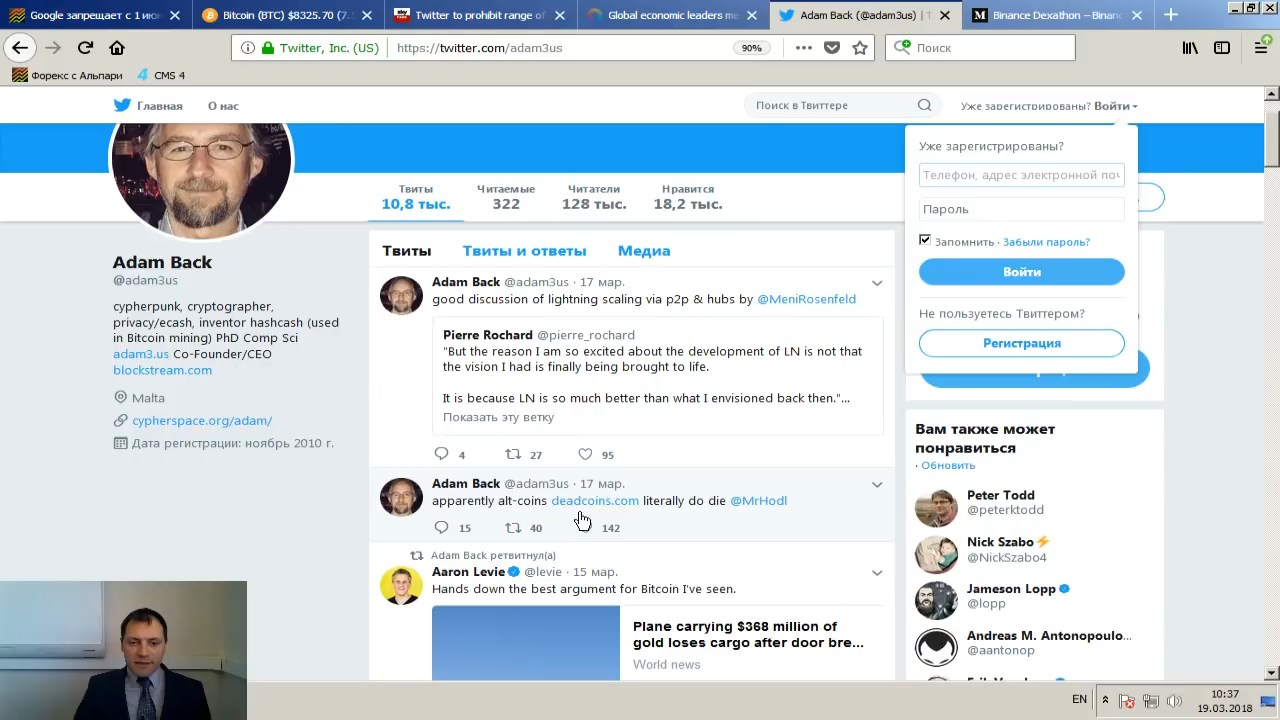 Google запрещает с 1 июн
Bitcoin (BTC) $8325.70 (7.
Twitter to prohibit range of
Global economic leaders me
Adam Back (@adam3us) | T
Binance Dexathon – Binanc
Twitter, Inc. (US)
https://twitter.com/adam3us
90%
Поиск
Форекс с Альпари
CMS 4
Главная
О нас
Поиск в Твиттере
Уже зарегистрированы? Войти
Твиты
10,8 тыс.
Читаемые
322
Читатели
128 тыс.
Нравится
18,2 тыс.
Уже зарегистрированы?
Телефон, адрес электронной поч
Пароль
Запомнить · Забыли пароль?
Войти
Не пользуетесь Твиттером?
Регистрация
Adam Back
@adam3us
cypherpunk, cryptographer,
privacy/ecash, inventor hashcash (used
in Bitcoin mining) PhD Comp Sci
adam3.us Co-Founder/CEO
blockstream.com
Malta
cypherspace.org/adam/
Дата регистрации: ноябрь 2010 г.
Твиты
Твиты и ответы
Медиа
Adam Back @adam3us · 17 мар.
good discussion of lightning scaling via p2p & hubs by @MeniRosenfeld
Pierre Rochard @pierre_rochard
"But the reason I am so excited about the development of LN is not that
the vision I had is finally being brought to life.
It is because LN is so much better than what I envisioned back then."...
Показать эту ветку
4
27
95
Adam Back @adam3us · 17 мар.
apparently alt-coins deadcoins.com literally do die @MrHodl
15
40
142
Adam Back ретвитнул(а)
Aaron Levie @levie · 15 мар.
Hands down the best argument for Bitcoin I've seen.
Plane carrying $368 million of
gold loses cargo after door bre...
World news
Вам также может
понравиться
· Обновить
Peter Todd
@peterktodd
Nick Szabo
@NickSzabo4
Jameson Lopp
@lopp
Andreas M. Antonopoulo...
@aantonop
EN
10:37
19.03.2018